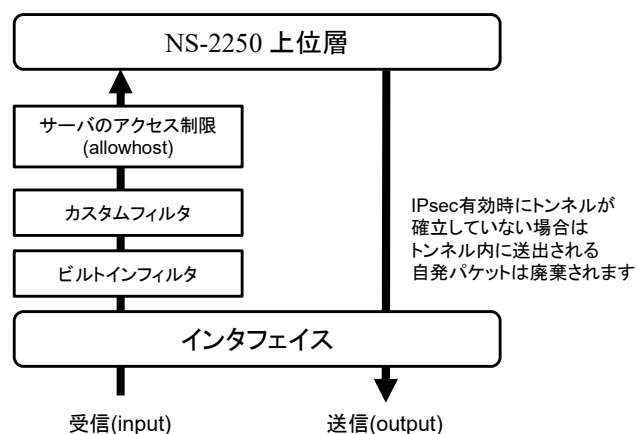 NS-2250 上位層
サーバのアクセス制限
(allowhost)
カスタムフィルタ
ビルトインフィルタ
IPsec有効時にトンネルが
確立していない場合は
トンネル内に送出される
自発パケットは廃棄されます
インタフェイス
受信(input)
送信(output)